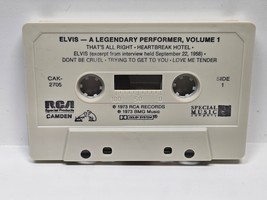 ELVIS — A LEGENDARY PERFORMER, VOLUME 1
THAT'S ALL RIGHT • HEARTBREAK HOTEL •
ELVIS (excerpt from interview held September 22, 1958) •
DONT BE CRUEL • TRYING TO GET TO YOU • LOVE ME TENDER
CAK-
2705
SIDE
1
RCA
Special Products
CAMDEN
℗ 1973 RCA RECORDS
© 1973 BMG Music
DOLBY SYSTEM
SPECIAL
MUSIC